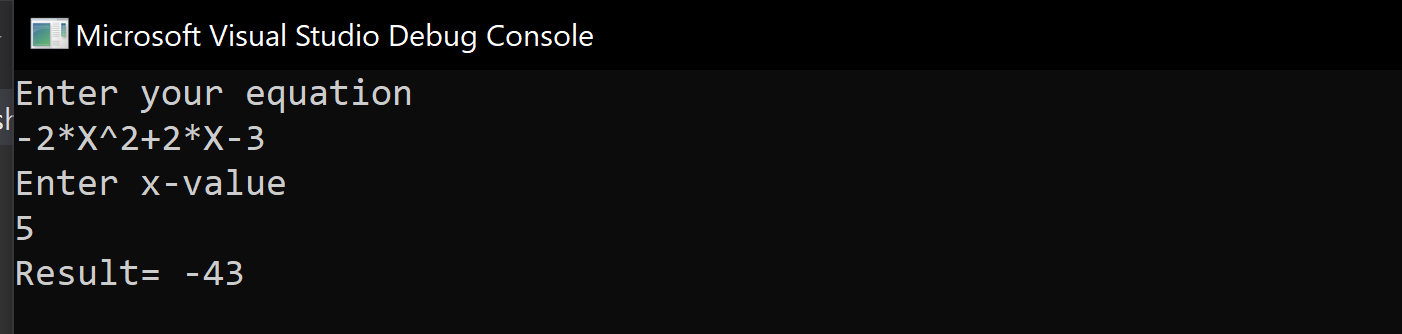 Microsoft Visual Studio Debug Console
Enter your equation
-2*X^2+2*X-3
Enter x-value
5
Result= -43